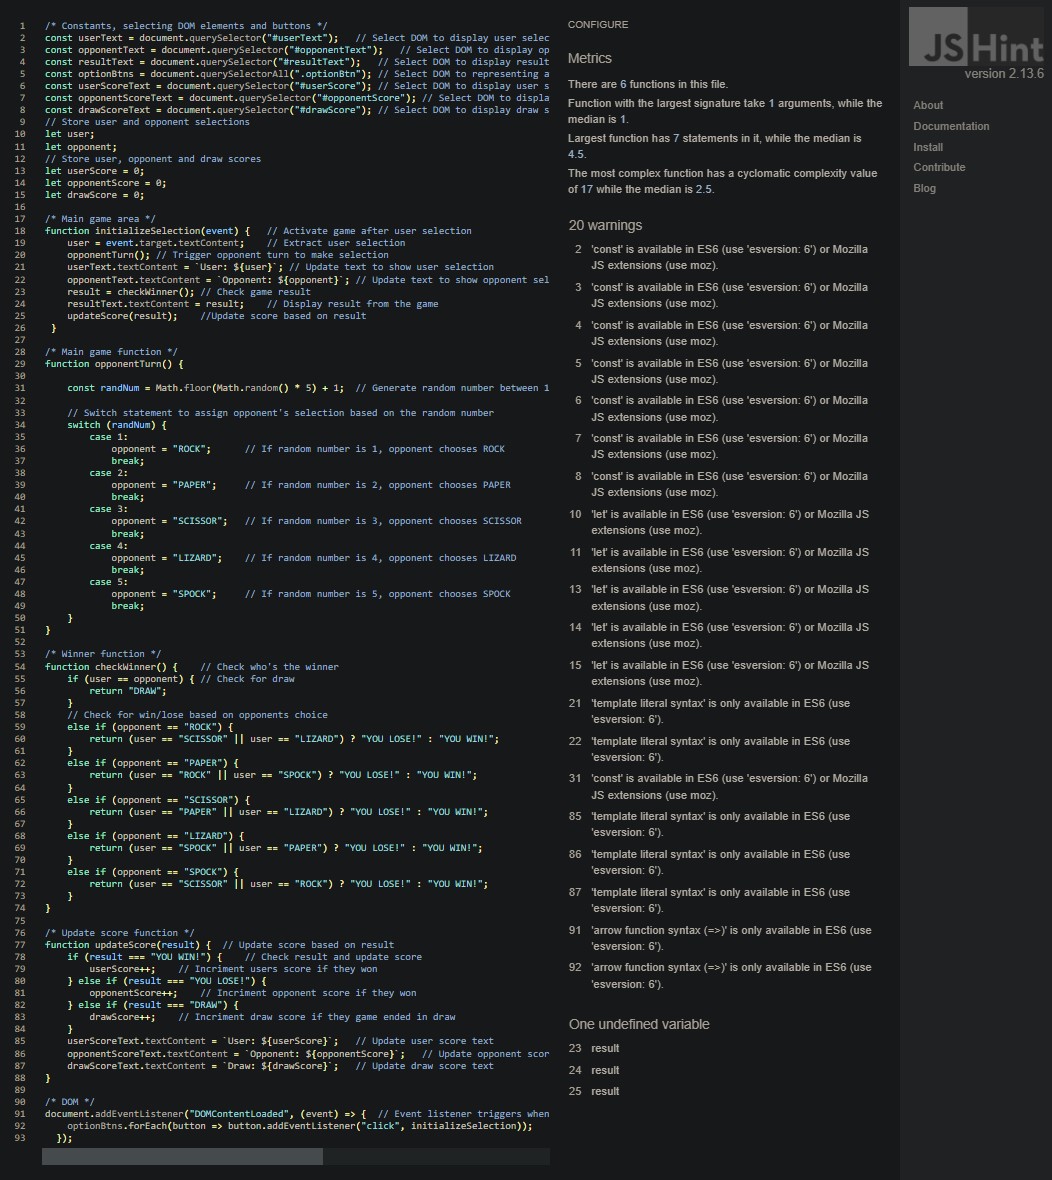 1 /* Constants, selecting DOM elements and buttons */
2 const userText = document.querySelector("#userText"); // Select DOM to display user selec
3 const opponentText = document.querySelector("#opponentText"); // Select DOM to display op
4 const resultText = document.querySelector("#resultText"); // Select DOM to display result
5 const optionBtns = document.querySelectorAll(".optionBtn"); // Select DOM to representing a
6 const userScoreText = document.querySelector("#userScore"); // Select DOM to display user s
7 const opponentScoreText = document.querySelector("#opponentScore"); // Select DOM to displa
8 const drawScoreText = document.querySelector("#drawScore"); // Select DOM to display draw s
9 // Store user and opponent selections
10 let user;
11 let opponent;
12 // Store user, opponent and draw scores
13 let userScore = 0;
14 let opponentScore = 0;
15 let drawScore = 0;
16
17 /* Main game area */
18 function initializeSelection(event) { // Activate game after user selection
19 user = event.target.textContent; // Extract user selection
20 opponentTurn(); // Trigger opponent turn to make selection
21 userText.textContent = `User: ${user}`; // Update text to show user selection
22 opponentText.textContent = `Opponent: ${opponent}`; // Update text to show opponent sel
23 result = checkWinner(); // Check game result
24 resultText.textContent = result; // Display result from the game
25 updateScore(result); //Update score based on result
26 }
27
28 /* Main game function */
29 function opponentTurn() {
30
31 const randNum = Math.floor(Math.random() * 5) + 1; // Generate random number between 1
32
33 // Switch statement to assign opponent's selection based on the random number
34 switch (randNum) {
35 case 1:
36 opponent = "ROCK"; // If random number is 1, opponent chooses ROCK
37 break;
38 case 2:
39 opponent = "PAPER"; // If random number is 2, opponent chooses PAPER
40 break;
41 case 3:
42 opponent = "SCISSOR"; // If random number is 3, opponent chooses SCISSOR
43 break;
44 case 4:
45 opponent = "LIZARD"; // If random number is 4, opponent chooses LIZARD
46 break;
47 case 5:
48 opponent = "SPOCK"; // If random number is 5, opponent chooses SPOCK
49 break;
50 }
51 }
52
53 /* Winner function */
54 function checkWinner() { // Check who's the winner
55 if (user == opponent) { // Check for draw
56 return "DRAW";
57 }
58 // Check for win/lose based on opponents choice
59 else if (opponent == "ROCK") {
60 return (user == "SCISSOR" || user == "LIZARD") ? "YOU LOSE!" : "YOU WIN!";
61 }
62 else if (opponent == "PAPER") {
63 return (user == "ROCK" || user == "SPOCK") ? "YOU LOSE!" : "YOU WIN!";
64 }
65 else if (opponent == "SCISSOR") {
66 return (user == "PAPER" || user == "LIZARD") ? "YOU LOSE!" : "YOU WIN!";
67 }
68 else if (opponent == "LIZARD") {
69 return (user == "SPOCK" || user == "PAPER") ? "YOU LOSE!" : "YOU WIN!";
70 }
71 else if (opponent == "SPOCK") {
72 return (user == "SCISSOR" || user == "ROCK") ? "YOU LOSE!" : "YOU WIN!";
73 }
74 }
75
76 /* Update score function */
77 function updateScore(result) { // Update score based on result
78 if (result === "YOU WIN!") { // Check result and update score
79 userScore++; // Incriment users score if they won
80 } else if (result === "YOU LOSE!") {
81 opponentScore++; // Incriment opponent score if they won
82 } else if (result === "DRAW") {
83 drawScore++; // Incriment draw score if they game ended in draw
84 }
85 userScoreText.textContent = `User: ${userScore}`; // Update user score text
86 opponentScoreText.textContent = `Opponent: ${opponentScore}`; // Update opponent scor
87 drawScoreText.textContent = `Draw: ${drawScore}`; // Update draw score text
88 }
89
90 /* DOM */
91 document.addEventListener("DOMContentLoaded", (event) => { // Event listener triggers when
92 optionBtns.forEach(button => button.addEventListener("click", initializeSelection));
93 });
CONFIGURE
Metrics
There are 6 functions in this file.
Function with the largest signature take 1 arguments, while the
median is 1.
Largest function has 7 statements in it, while the median is
4.5.
The most complex function has a cyclomatic complexity value
of 17 while the median is 2.5.
20 warnings
2 'const' is available in ES6 (use 'esversion: 6') or Mozilla
JS extensions (use moz).
3 'const' is available in ES6 (use 'esversion: 6') or Mozilla
JS extensions (use moz).
4 'const' is available in ES6 (use 'esversion: 6') or Mozilla
JS extensions (use moz).
5 'const' is available in ES6 (use 'esversion: 6') or Mozilla
JS extensions (use moz).
6 'const' is available in ES6 (use 'esversion: 6') or Mozilla
JS extensions (use moz).
7 'const' is available in ES6 (use 'esversion: 6') or Mozilla
JS extensions (use moz).
8 'const' is available in ES6 (use 'esversion: 6') or Mozilla
JS extensions (use moz).
10 'let' is available in ES6 (use 'esversion: 6') or Mozilla JS
extensions (use moz).
11 'let' is available in ES6 (use 'esversion: 6') or Mozilla JS
extensions (use moz).
13 'let' is available in ES6 (use 'esversion: 6') or Mozilla JS
extensions (use moz).
14 'let' is available in ES6 (use 'esversion: 6') or Mozilla JS
extensions (use moz).
15 'let' is available in ES6 (use 'esversion: 6') or Mozilla JS
extensions (use moz).
21 'template literal syntax' is only available in ES6 (use
'esversion: 6').
22 'template literal syntax' is only available in ES6 (use
'esversion: 6').
31 'const' is available in ES6 (use 'esversion: 6') or Mozilla
JS extensions (use moz).
85 'template literal syntax' is only available in ES6 (use
'esversion: 6').
86 'template literal syntax' is only available in ES6 (use
'esversion: 6').
87 'template literal syntax' is only available in ES6 (use
'esversion: 6').
91 'arrow function syntax (=>)' is only available in ES6 (use
'esversion: 6').
92 'arrow function syntax (=>)' is only available in ES6 (use
'esversion: 6').
One undefined variable
23 result
24 result
25 result
JSHint
version 2.13.6
About
Documentation
Install
Contribute
Blog